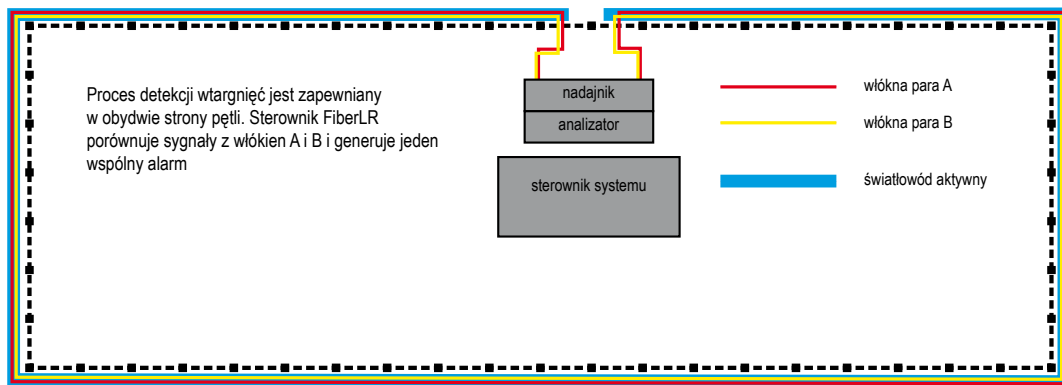 Proces detekcji wtargnięć jest zapewniany
w obydwie strony pętli. Sterownik FiberLR
porównuje sygnały z włókien A i B i generuje jeden
wspólny alarm
nadajnik
analizator
sterownik systemu
włókna para A
włókna para B
światłowód aktywny